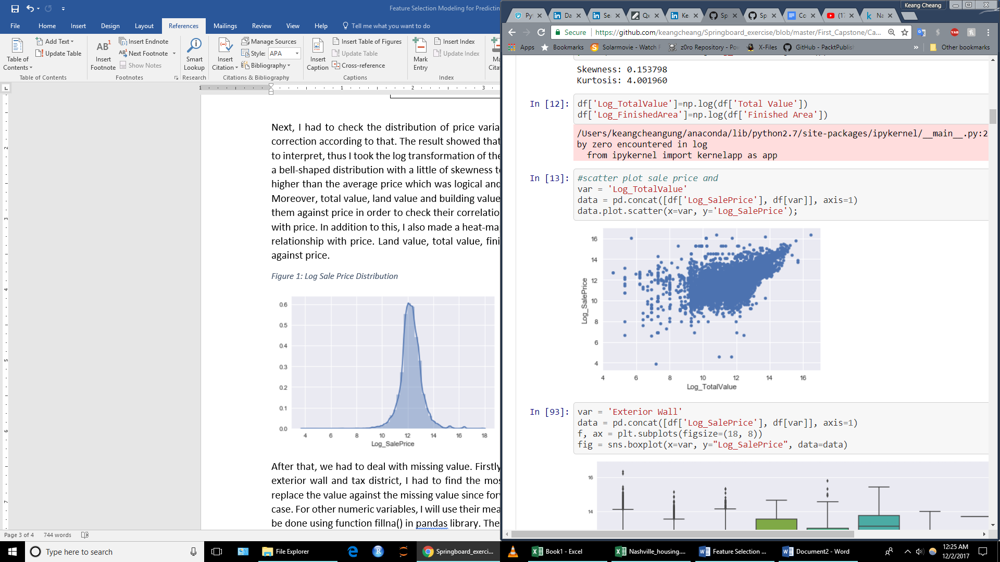 Feature Selection Modeling for Predictin
File Home Insert Design Layout References Mailings Review View Help Tell me what you want to do
Table of Contents
Add Text
Update Table
Table of Contents
AB1
Insert Footnote
Insert Endnote
Next Footnote
Show Notes
Footnotes
Smart Lookup
Research
Insert Citation
Manage Sources
Style: APA
Bibliography
Citations & Bibliography
Insert Caption
Insert Table of Figures
Update Table
Cross-reference
Captions
Mark Entry
Insert Index
Update Index
Index
Ma
Cita
L
1 1 2 3
2
3
4
5
6
7
Next, I had to check the distribution of price varia
correction according to that. The result showed that
to interpret, thus I took the log transformation of the
a bell-shaped distribution with a little of skewness t
higher than the average price which was logical and
Moreover, total value, land value and building value
them against price in order to check their correlatio
with price. In addition to this, I also made a heat-ma
relationship with price. Land value, total value, fini
against price.
Figure 1: Log Sale Price Distribution
0.6
0.5
0.4
0.3
0.2
0.1
0.0
4 6 8 10 12 14 16 18
Log_SalePrice
After that, we had to deal with missing value. Firstly
exterior wall and tax district, I had to find the mos
replace the value against the missing value since for
case. For other numeric variables, I will use their mea
be done using function fillna() in pandas library. The
Page 3 of 4 744 words
Keang Cheang
Py Da Se Qx Ke Sp Sp Co (17 Na
Secure https://github.com/keangcheang/Springboard_exercise/blob/master/First_Capstone/Ca...
YAB
Apps Bookmarks Solarmovie - Watch F z0ro Repository - Pow X-Files GitHub - PacktPublis » Other bookmarks
Skewness: 0.153798
Kurtosis: 4.001960
In [12]: df['Log_TotalValue']=np.log(df['Total Value'])
df['Log_FinishedArea']=np.log(df['Finished Area'])
/Users/keangcheangung/anaconda/lib/python2.7/site-packages/ipykernel/__main__.py:2
by zero encountered in log
from ipykernel import kernelapp as app
In [13]: #scatter plot sale price and
var = 'Log_TotalValue'
data = pd.concat([df['Log_SalePrice'], df[var]], axis=1)
data.plot.scatter(x=var, y='Log_SalePrice');
16
14
12
10
8
6
4
Log_SalePrice
4 6 8 10 12 14 16
Log_TotalValue
In [93]: var = 'Exterior Wall'
data = pd.concat([df['Log_SalePrice'], df[var]], axis=1)
f, ax = plt.subplots(figsize=(18, 8))
fig = sns.boxplot(x=var, y="Log_SalePrice", data=data)
16
14
Type here to search
File Explorer
Springboard_exerci...
Book1 - Excel
Nashville_housing....
Feature Selection ...
Document2 - Word
12:25 AM
12/2/2017